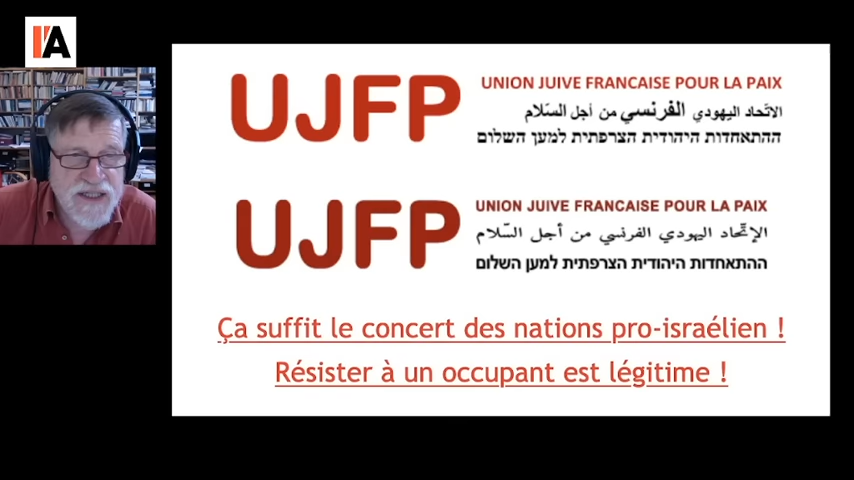 I'A
UJFP
UNION JUIVE FRANCAISE POUR LA PAIX
الاتّحاد اليهودي الفرنسي من أجل السّلام
ההתאחדות היהודית הצרפתית למען השלום
UJFP
UNION JUIVE FRANCAISE POUR LA PAIX
الإتّحاد اليهودي الفرنسي من أجل السّلام
ההתאחדות היהודית הצרפתית למען השלום
Ça suffit le concert des nations pro-israélien !
Résister à un occupant est légitime !